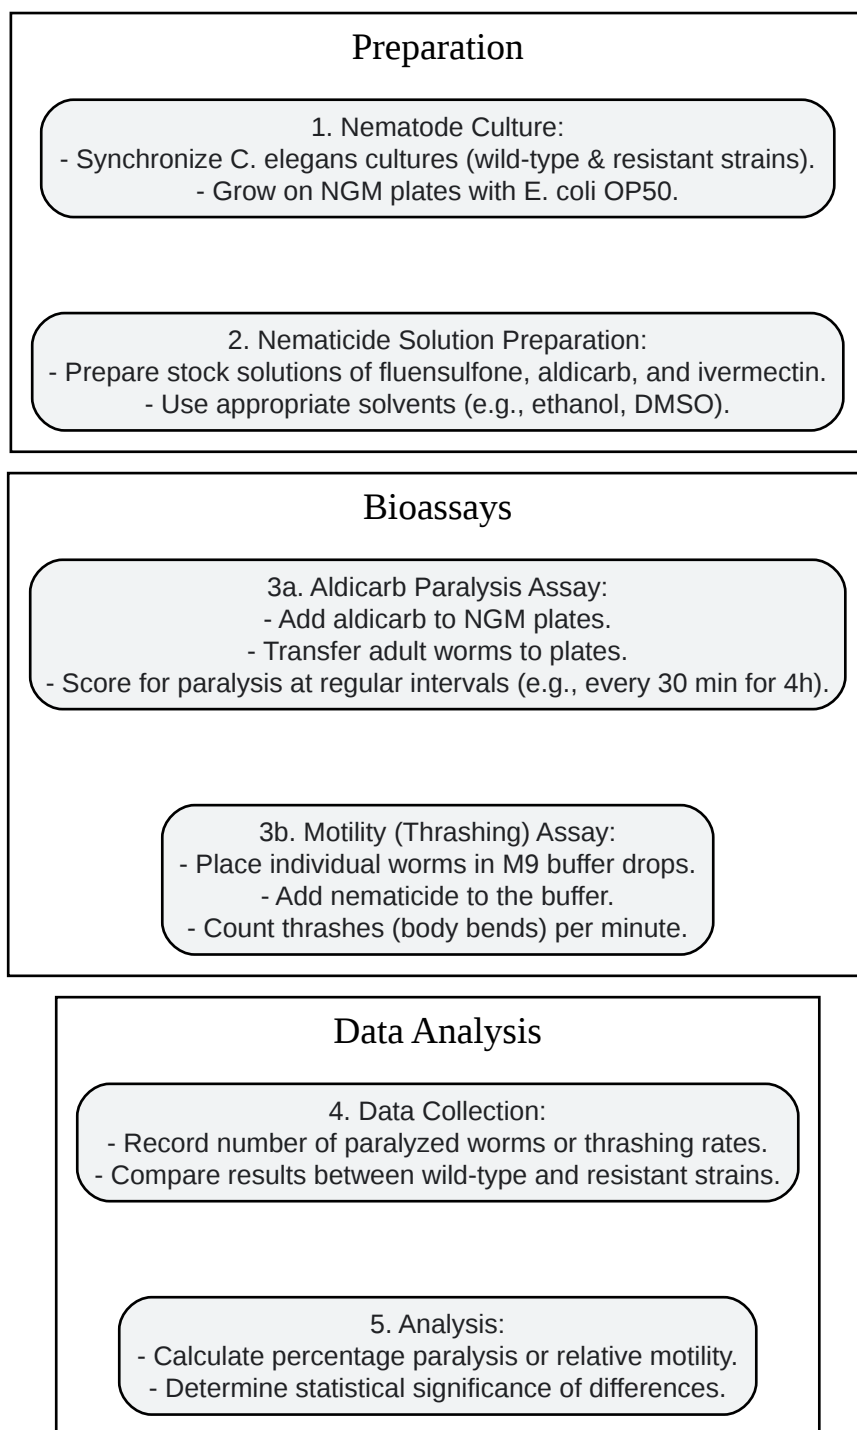 Preparation
1. Nematode Culture:
- Synchronize C. elegans cultures (wild-type & resistant strains).
- Grow on NGM plates with E. coli OP50.
2. Nematicide Solution Preparation:
- Prepare stock solutions of fluensulfone, aldicarb, and ivermectin.
- Use appropriate solvents (e.g., ethanol, DMSO).
Bioassays
3a. Aldicarb Paralysis Assay:
- Add aldicarb to NGM plates.
- Transfer adult worms to plates.
- Score for paralysis at regular intervals (e.g., every 30 min for 4h).
3b. Motility (Thrashing) Assay:
- Place individual worms in M9 buffer drops.
- Add nematicide to the buffer.
- Count thrashes (body bends) per minute.
Data Analysis
4. Data Collection:
- Record number of paralyzed worms or thrashing rates.
- Compare results between wild-type and resistant strains.
5. Analysis:
- Calculate percentage paralysis or relative motility.
- Determine statistical significance of differences.